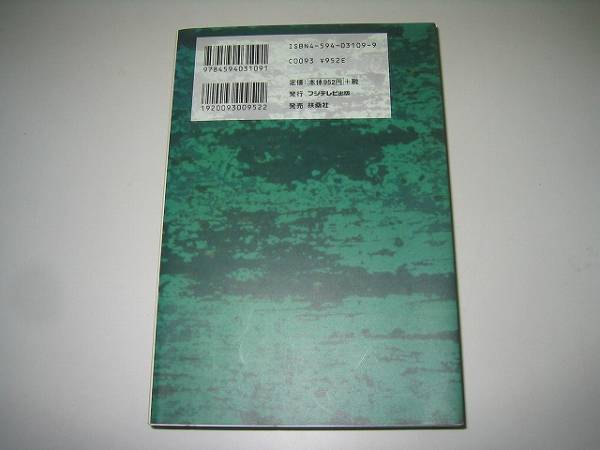 9784594031091
1920093009522
ISBN4-594-03109-9
C0093 ¥952E
定価 本体952円 +税
発行 フジテレビ出版
発売 扶桑社